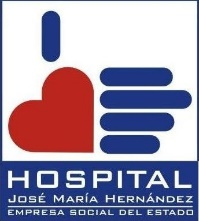 HOSPITAL
JOSÉ MARÍA HERNÁNDEZ
EMPRESA SOCIAL DEL ESTADO